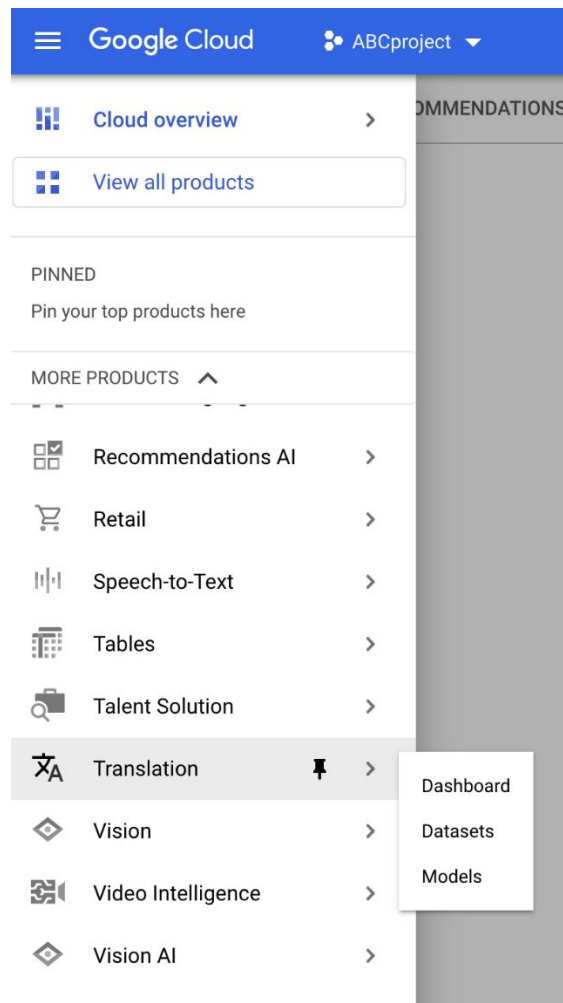 Google Cloud
ABCproject
Cloud overview
View all products
PINNED
Pin your top products here
MORE PRODUCTS
Recommendations AI
Retail
Speech-to-Text
Tables
Talent Solution
Translation
Dashboard
Datasets
Models
Vision
Video Intelligence
Vision AI